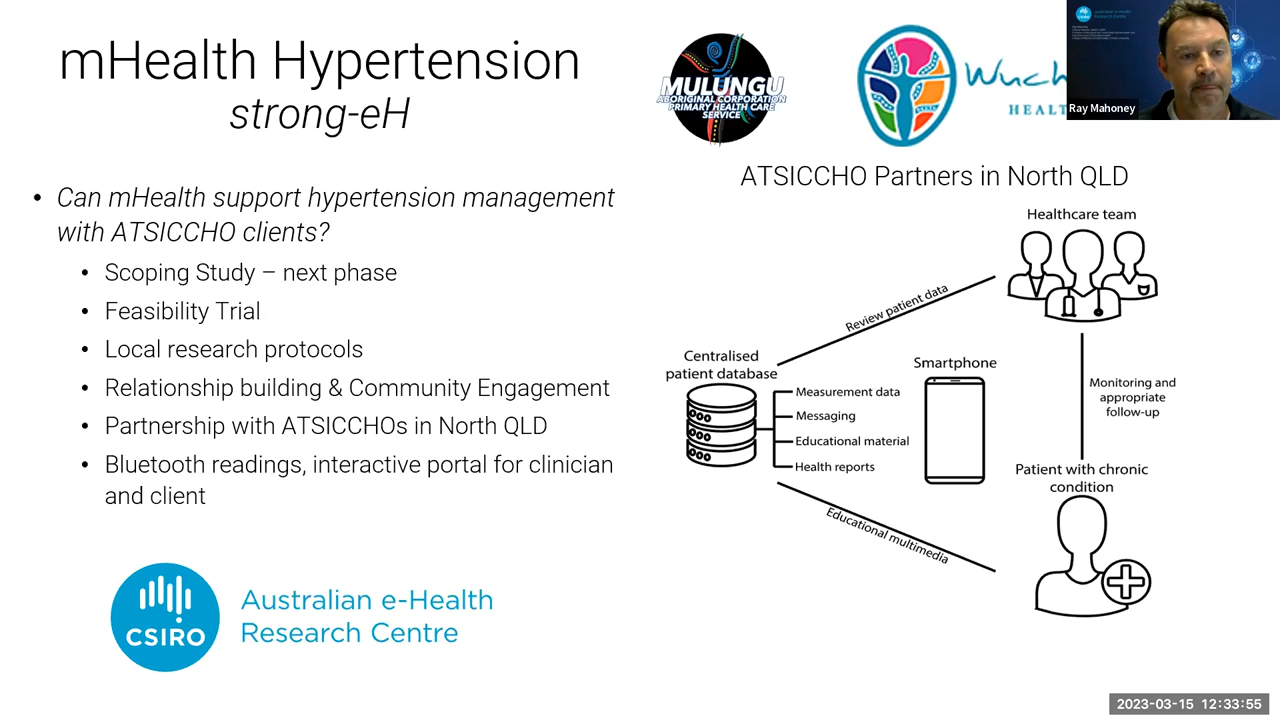 mHealth Hypertension
strong-eH
• Can mHealth support hypertension management
with ATSICCHO clients?
• Scoping Study – next phase
• Feasibility Trial
• Local research protocols
• Relationship building & Community Engagement
• Partnership with ATSICCHOs in North QLD
• Bluetooth readings, interactive portal for clinician
and client
CSIRO
Australian e-Health
Research Centre
MULUNGU
ABORIGINAL CORPORATION
PRIMARY HEALTH CARE
SERVICE
Wuch
HEALT
CSIRO
Research Centre
Ray Mahoney
ATSICCHO Partners in North QLD
Healthcare team
Review patient data
Centralised
patient database
Measurement data
Messaging
Educational material
Health reports
Smartphone
Monitoring and
appropriate
follow-up
Patient with chronic
condition
Educational multimedia
2023-03-15 12:33:55